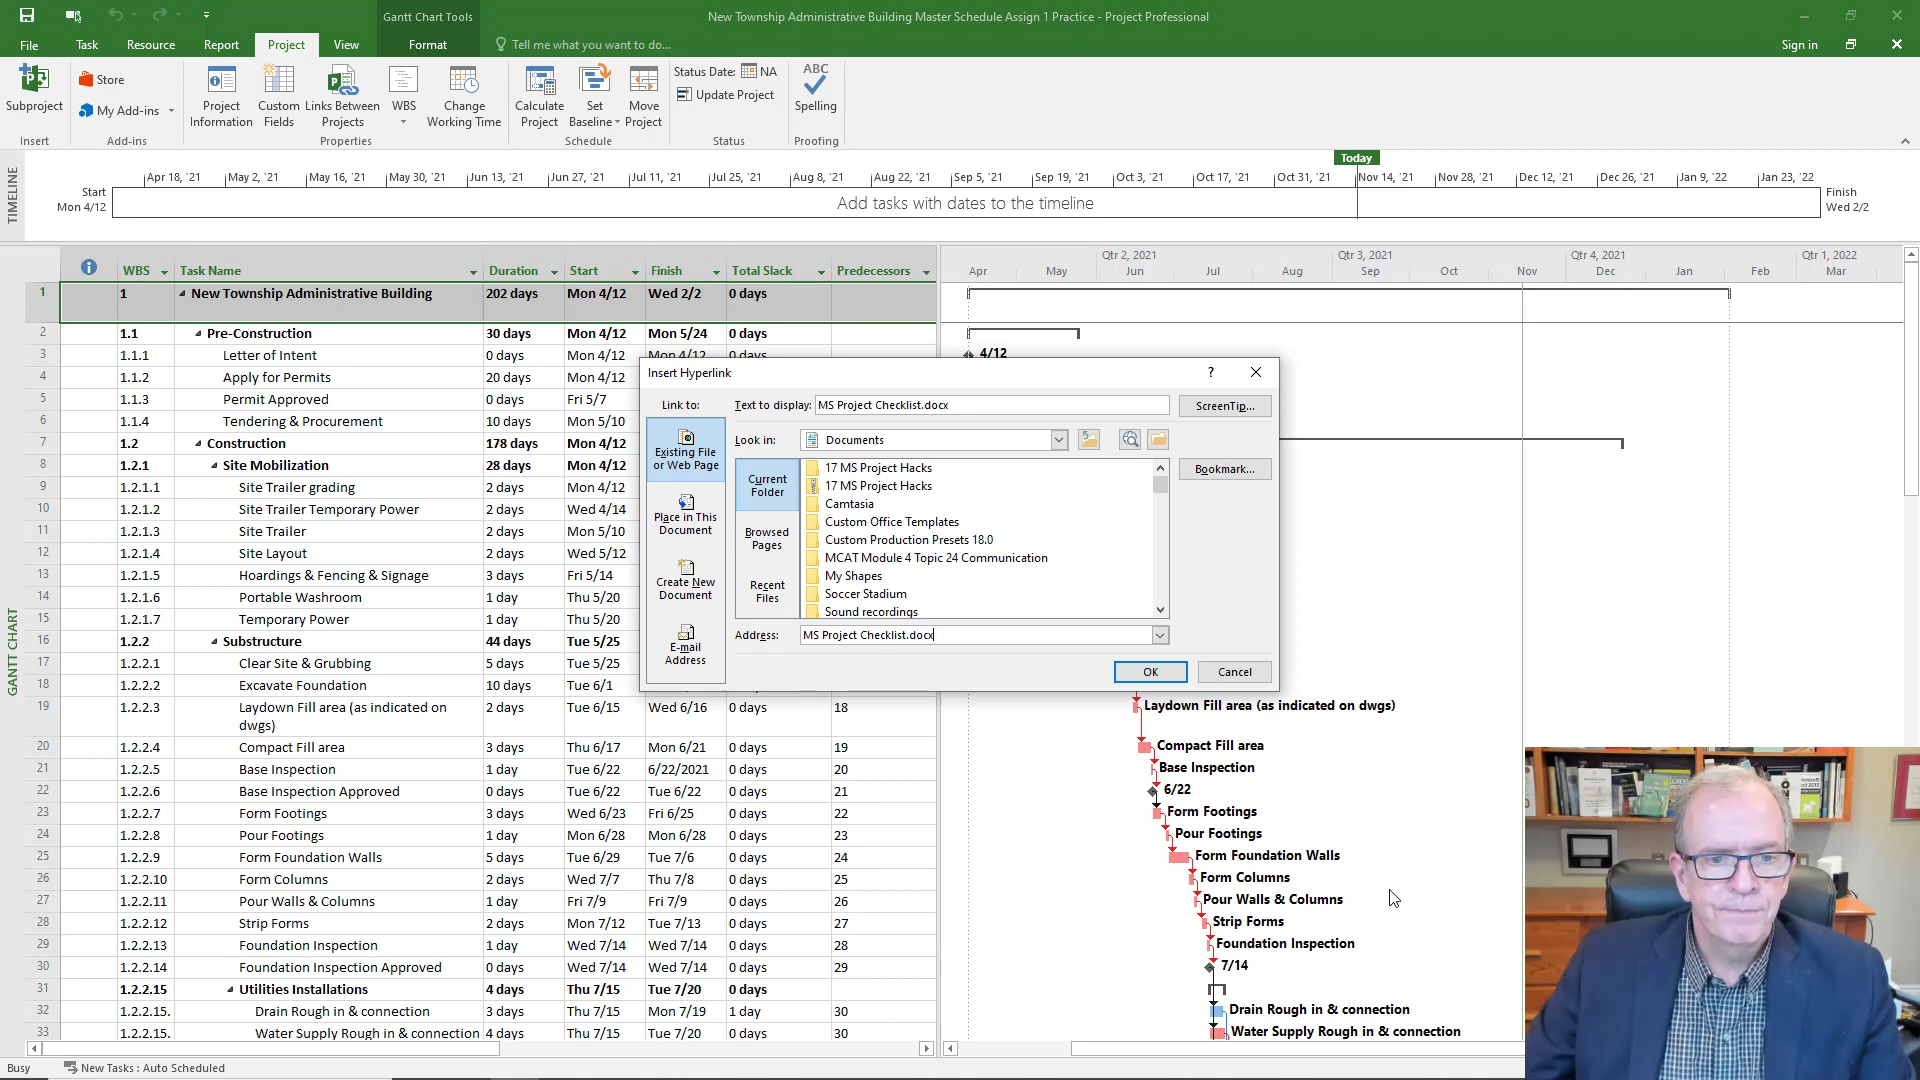 Gantt Chart Tools
New Township Administrative Building Master Schedule Assign 1 Practice - Project Professional
File Task Resource Report Project View Format Tell me what you want to do... Sign in
Subproject Store My Add-ins
Project Information Custom Fields Links Between Projects WBS Change Working Time
Calculate Project Set Baseline Move Project
Status Date: NA
Update Project
ABC Spelling
Insert Add-ins Properties Schedule Status Proofing
Today
TIMELINE
Apr 18, '21 May 2, '21 May 16, '21 May 30, '21 Jun 13, '21 Jun 27, '21 Jul 11, '21 Jul 25, '21 Aug 8, '21 Aug 22, '21 Sep 5, '21 Sep 19, '21 Oct 3, '21 Oct 17, '21 Oct 31, '21 Nov 14, '21 Nov 28, '21 Dec 12, '21 Dec 26, '21 Jan 9, '22 Jan 23, '22
Start
Mon 4/12
Add tasks with dates to the timeline
Finish
Wed 2/2
GANTT CHART
WBS Task Name Duration Start Finish Total Slack Predecessors
1 1 New Township Administrative Building 202 days Mon 4/12 Wed 2/2 0 days
2 1.1 Pre-Construction 30 days Mon 4/12 Mon 5/24 0 days
3 1.1.1 Letter of Intent 0 days Mon 4/12 Mon 4/12 0 days
4 1.1.2 Apply for Permits 20 days Mon 4/12
5 1.1.3 Permit Approved 0 days Fri 5/7
6 1.1.4 Tendering & Procurement 10 days Mon 5/10
7 1.2 Construction 178 days Mon 4/12
8 1.2.1 Site Mobilization 28 days Mon 4/12
9 1.2.1.1 Site Trailer grading 2 days Mon 4/12
10 1.2.1.2 Site Trailer Temporary Power 2 days Wed 4/14
11 1.2.1.3 Site Trailer 2 days Mon 5/10
12 1.2.1.4 Site Layout 2 days Wed 5/12
13 1.2.1.5 Hoardings & Fencing & Signage 3 days Fri 5/14
14 1.2.1.6 Portable Washroom 1 day Thu 5/20
15 1.2.1.7 Temporary Power 1 day Thu 5/20
16 1.2.2 Substructure 44 days Tue 5/25
17 1.2.2.1 Clear Site & Grubbing 5 days Tue 5/25
18 1.2.2.2 Excavate Foundation 10 days Tue 6/1
19 1.2.2.3 Laydown Fill area (as indicated on dwgs) 2 days Tue 6/15 Wed 6/16 0 days 18
20 1.2.2.4 Compact Fill area 3 days Thu 6/17 Mon 6/21 0 days 19
21 1.2.2.5 Base Inspection 1 day Tue 6/22 6/22/2021 0 days 20
22 1.2.2.6 Base Inspection Approved 0 days Tue 6/22 Tue 6/22 0 days 21
23 1.2.2.7 Form Footings 3 days Wed 6/23 Fri 6/25 0 days 22
24 1.2.2.8 Pour Footings 1 day Mon 6/28 Mon 6/28 0 days 23
25 1.2.2.9 Form Foundation Walls 5 days Tue 6/29 Tue 7/6 0 days 24
26 1.2.2.10 Form Columns 2 days Wed 7/7 Thu 7/8 0 days 25
27 1.2.2.11 Pour Walls & Columns 1 day Fri 7/9 Fri 7/9 0 days 26
28 1.2.2.12 Strip Forms 2 days Mon 7/12 Tue 7/13 0 days 27
29 1.2.2.13 Foundation Inspection 1 day Wed 7/14 Wed 7/14 0 days 28
30 1.2.2.14 Foundation Inspection Approved 0 days Wed 7/14 Wed 7/14 0 days 29
31 1.2.2.15 Utilities Installations 4 days Thu 7/15 Tue 7/20 0 days
32 1.2.2.15. Drain Rough in & connection 3 days Thu 7/15 Mon 7/19 1 day 30
33 1.2.2.15. Water Supply Rough in & connection 4 days Thu 7/15 Tue 7/20 0 days 30
Qtr 2, 2021 Qtr 3, 2021 Qtr 4, 2021 Qtr 1, 2022
Apr May Jun Jul Aug Sep Oct Nov Dec Jan Feb Mar
4/12
Laydown Fill area (as indicated on dwgs)
Compact Fill area
Base Inspection
6/22
Form Footings
Pour Footings
Form Foundation Walls
Form Columns
Pour Walls & Columns
Strip Forms
Foundation Inspection
7/14
Drain Rough in & connection
Water Supply Rough in & connection
Insert Hyperlink ?
Link to: Text to display: MS Project Checklist.docx ScreenTip...
Existing File or Web Page
Place in This Document
Create New Document
E-mail Address
Look in: Documents
Bookmark...
Current Folder
Browsed Pages
Recent Files
17 MS Project Hacks
17 MS Project Hacks
Camtasia
Custom Office Templates
Custom Production Presets 18.0
MCAT Module 4 Topic 24 Communication
My Shapes
Soccer Stadium
Sound recordings
Address: MS Project Checklist.docx
OK Cancel
Busy New Tasks : Auto Scheduled